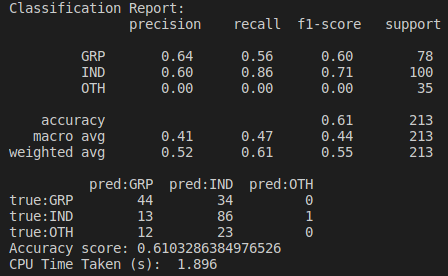 Classification Report:
precision recall f1-score support
GRP 0.64 0.56 0.60 78
IND 0.60 0.86 0.71 100
OTH 0.00 0.00 0.00 35
accuracy 0.61 213
macro avg 0.41 0.47 0.44 213
weighted avg 0.52 0.61 0.55 213
pred:GRP pred:IND pred:OTH
true:GRP 44 34 0
true:IND 13 86 1
true:OTH 12 23 0
Accuracy score: 0.6103286384976526
CPU Time Taken (s): 1.896